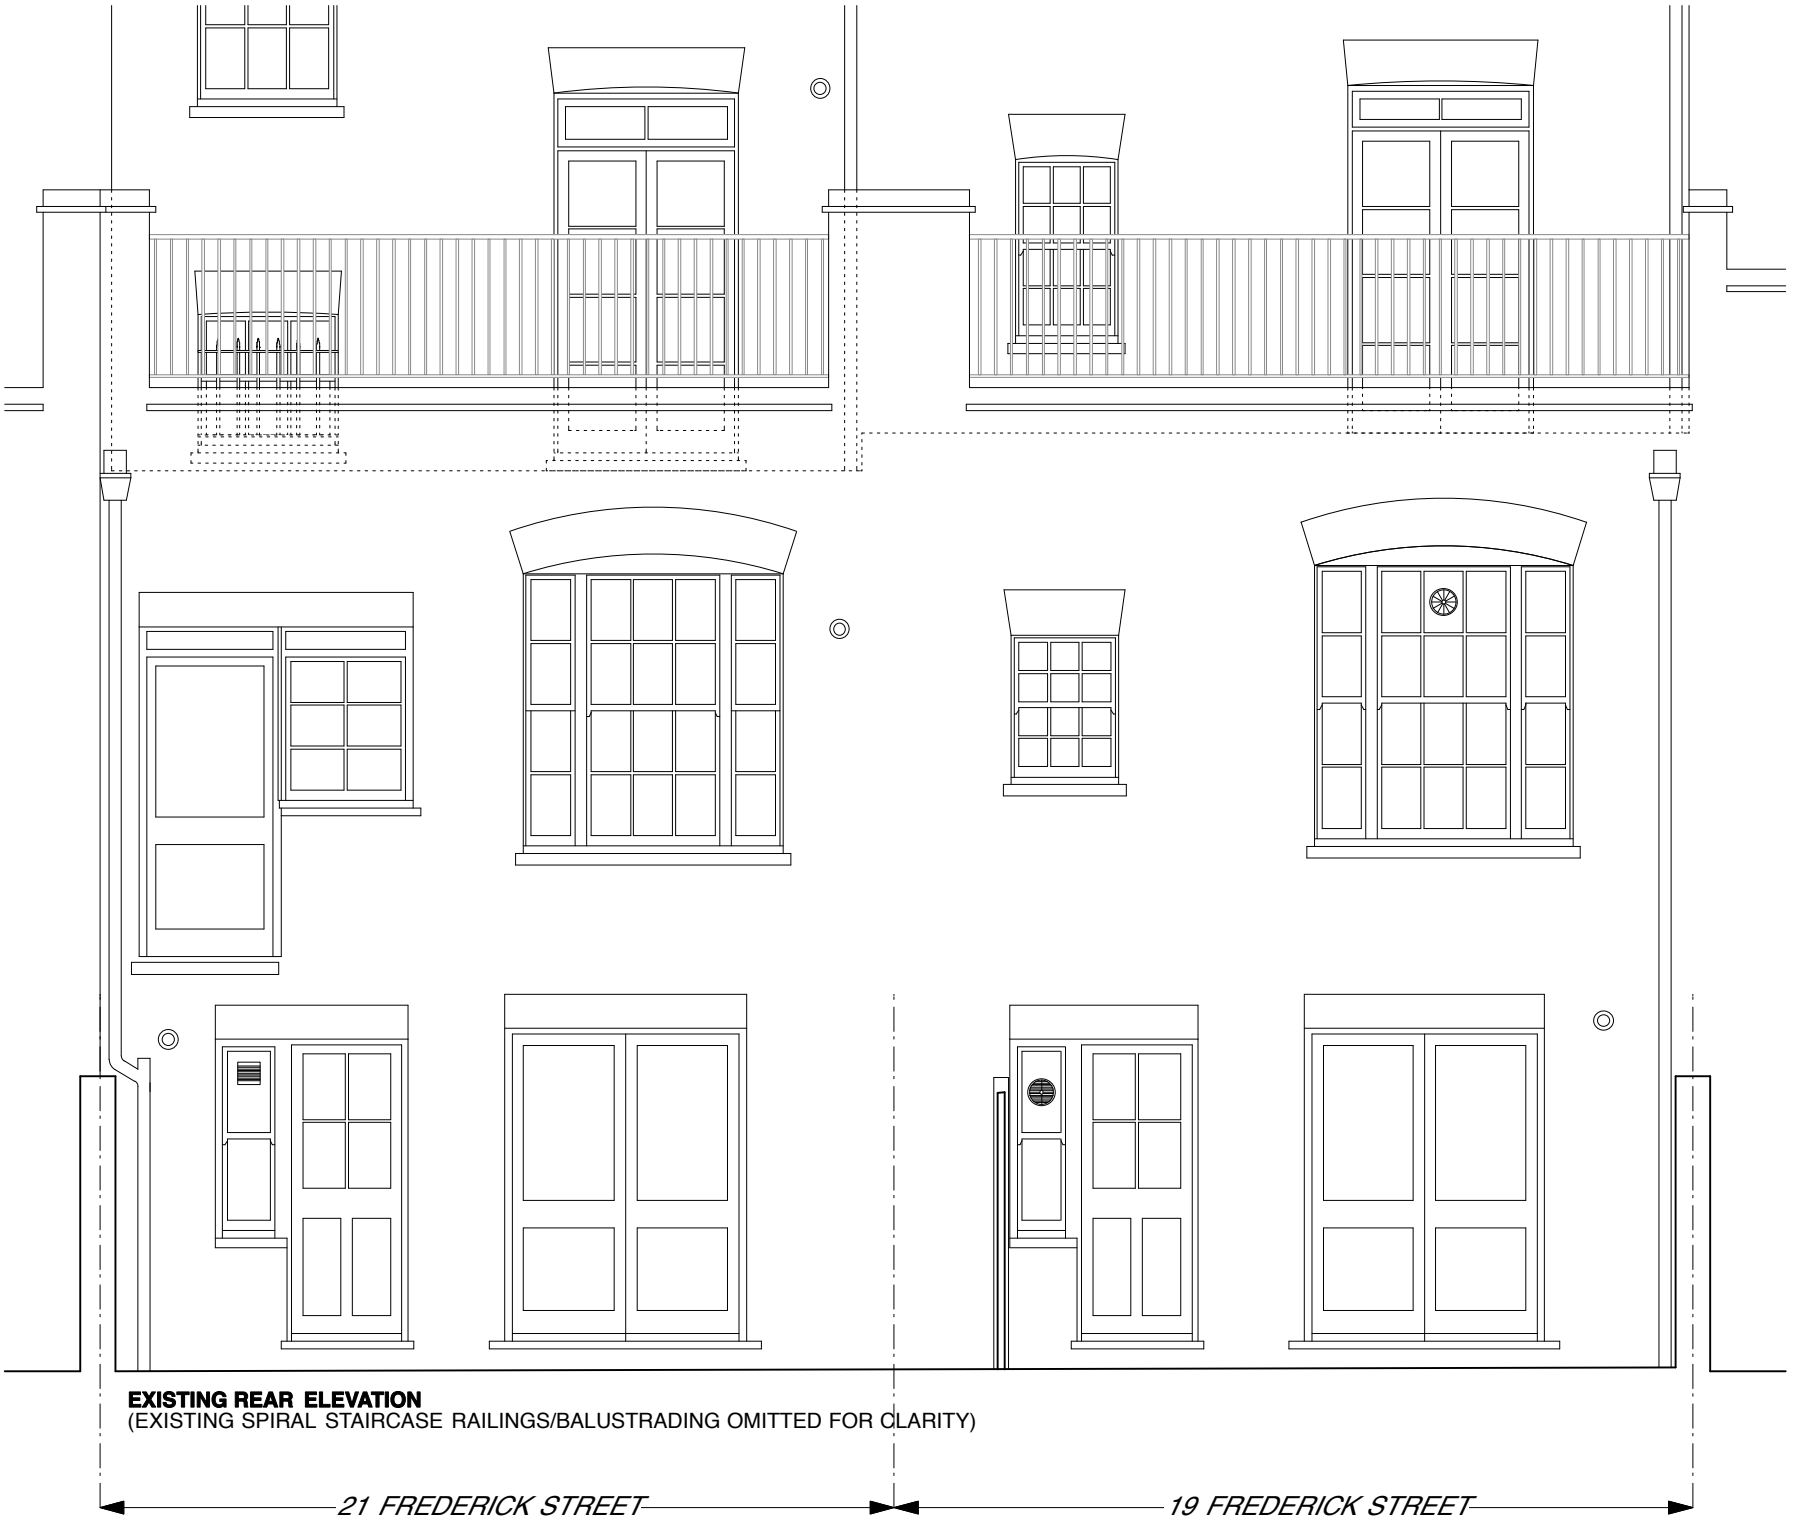 EXISTING REAR ELEVATION
(EXISTING SPIRAL STAIRCASE RAILINGS/BALUSTRADING OMITTED FOR CLARITY)
21 FREDERICK STREET
19 FREDERICK STREET